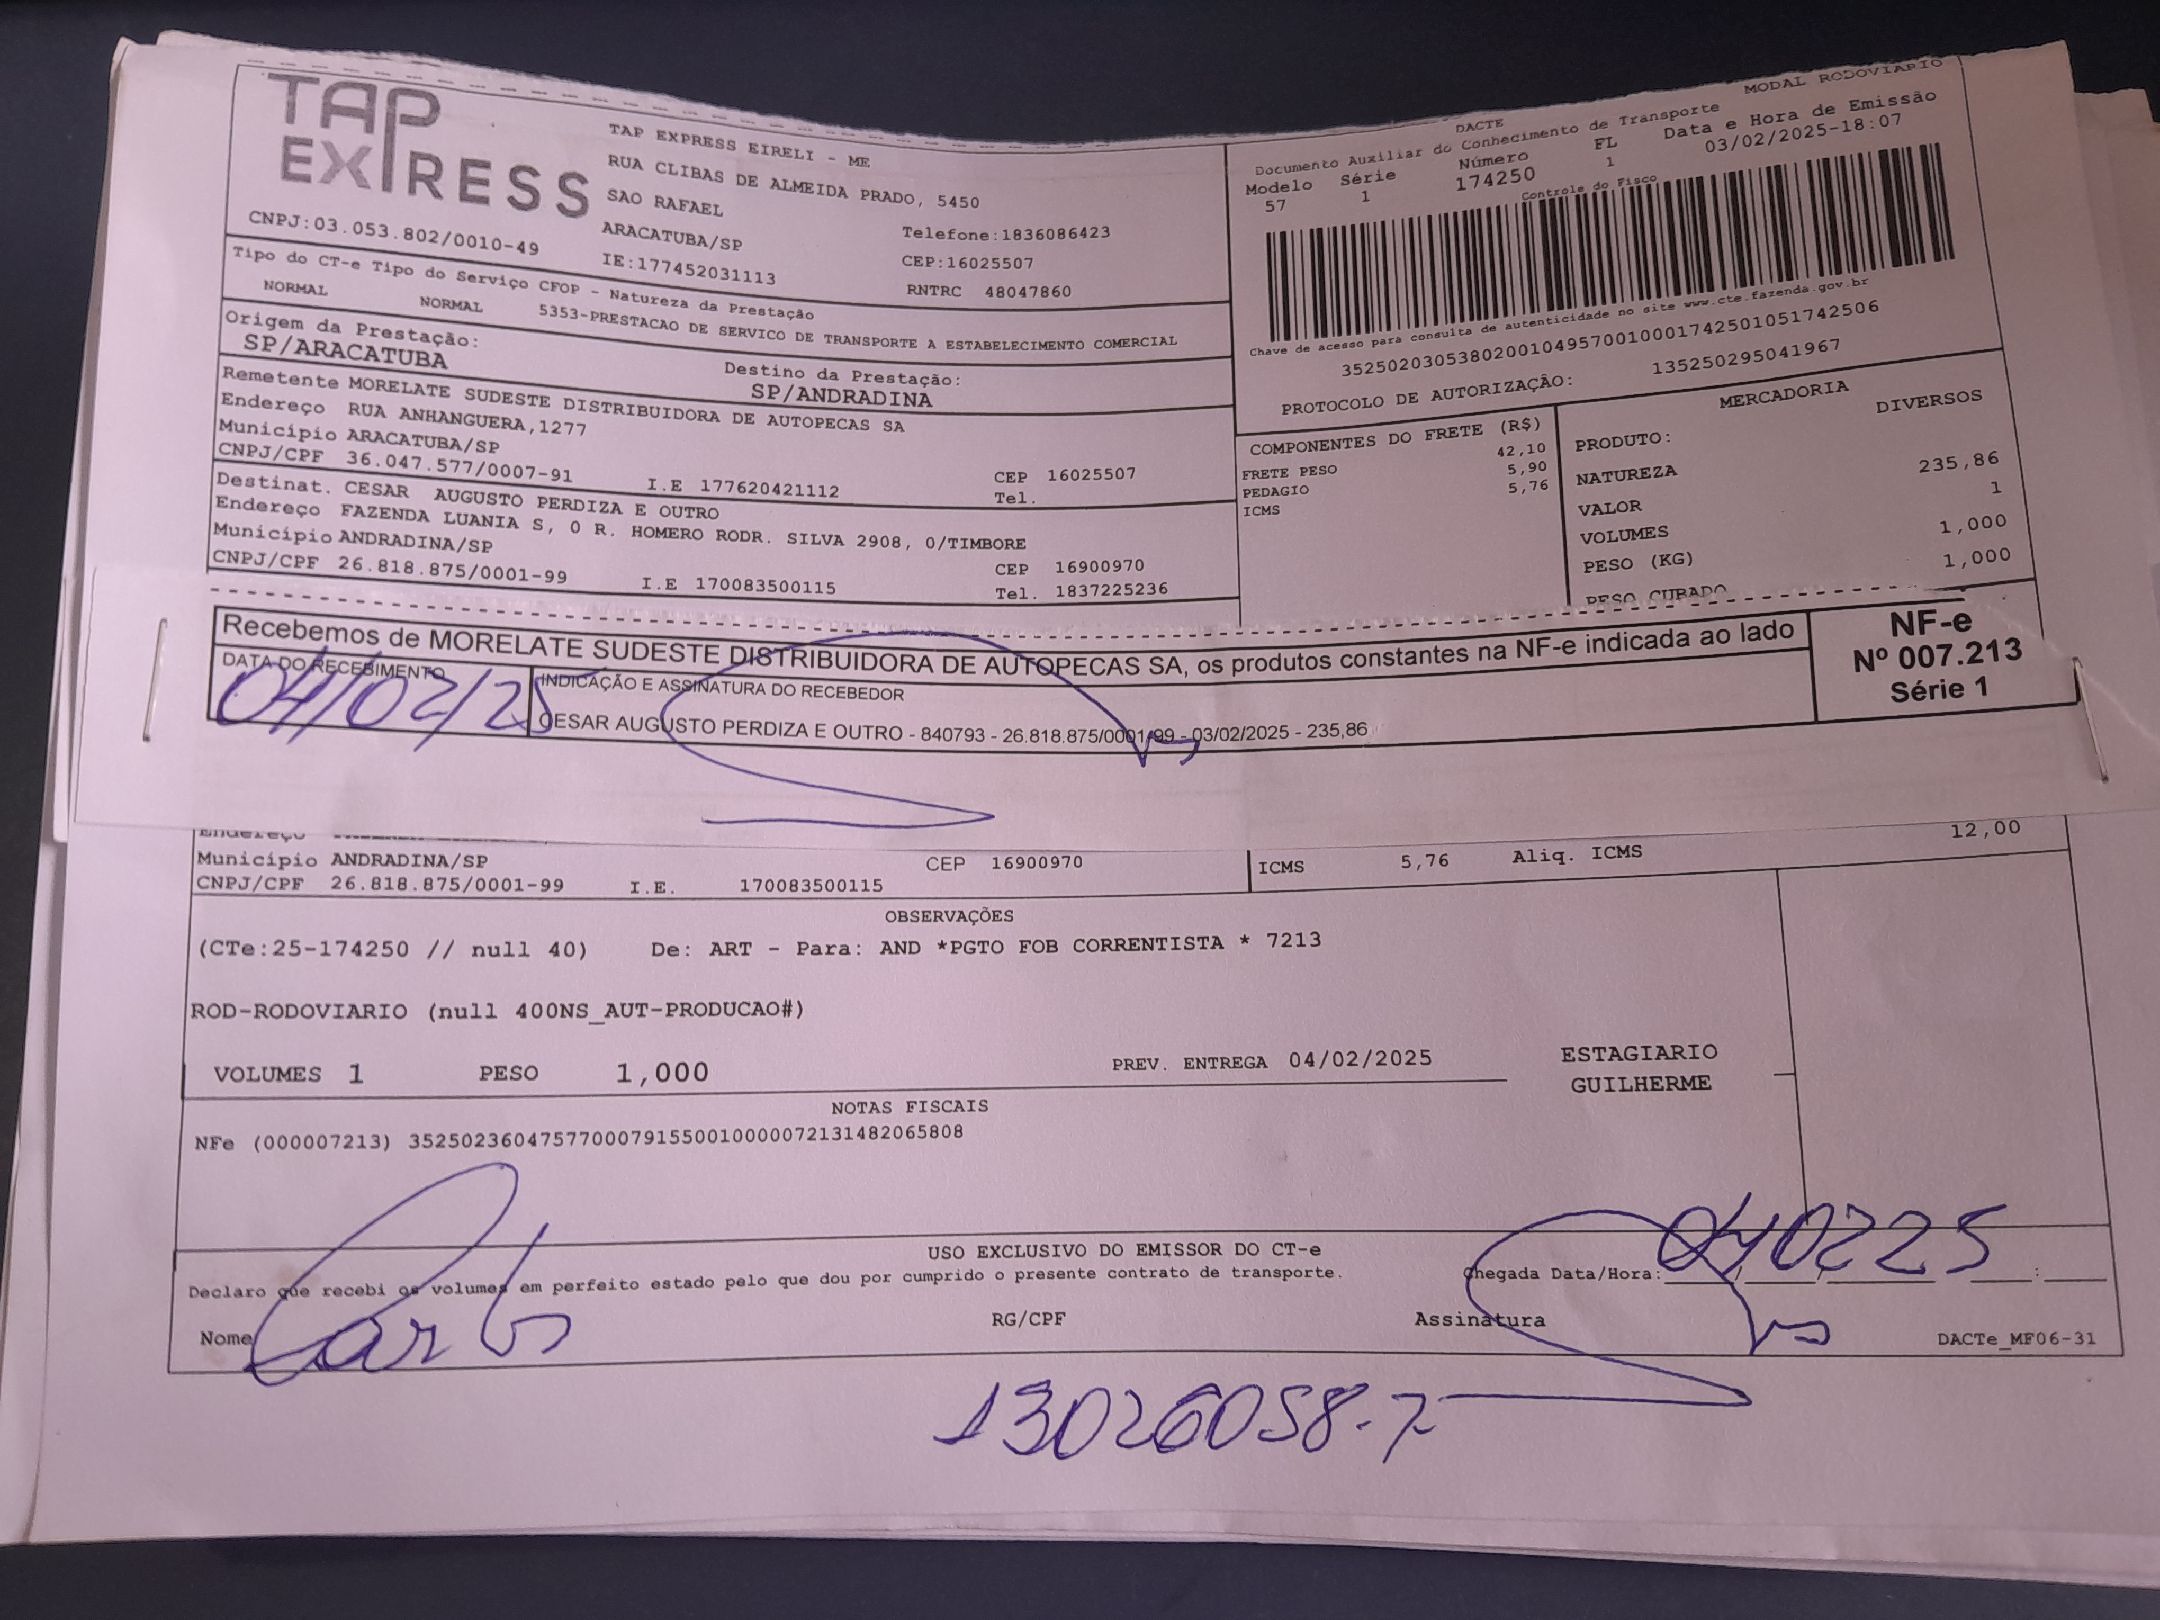 TAP
EXPRESS
CNPJ:03.053.802/0010-49
TAP EXPRESS EIRELI - ME
RUA CLIBAS DE ALMEIDA PRADO, 5450
SAO RAFAEL
ARACATUBA/SP
Telefone:1836086423
IE:177452031113
CEP:16025507
RNTRC 48047860
MODAL RODOVIARIO
DACTE
Documento Auxiliar do Conhecimento de Transporte
Modelo Série Número FL Data e Hora de Emissão
57 1 174250 1 03/02/2025-18:07
Controle do Fisco
Chave de acesso para consulta de autenticidade no site www.cte.fazenda.gov.br
35250203053802001049570010001742501051742506
PROTOCOLO DE AUTORIZAÇÃO: 135250295041967
Tipo do CT-e Tipo do Serviço CFOP - Natureza da Prestação
NORMAL NORMAL 5353-PRESTACAO DE SERVICO DE TRANSPORTE A ESTABELECIMENTO COMERCIAL
Origem da Prestação: Destino da Prestação:
SP/ARACATUBA SP/ANDRADINA
Remetente MORELATE SUDESTE DISTRIBUIDORA DE AUTOPECAS SA
Endereço RUA ANHANGUERA,1277
Município ARACATUBA/SP CEP 16025507
CNPJ/CPF 36.047.577/0007-91 I.E 177620421112 Tel.
Destinat. CESAR AUGUSTO PERDIZA E OUTRO
Endereço FAZENDA LUANIA S, 0 R. HOMERO RODR. SILVA 2908, 0/TIMBORE
Município ANDRADINA/SP CEP 16900970
CNPJ/CPF 26.818.875/0001-99 I.E 170083500115 Tel. 1837225236
COMPONENTES DO FRETE (R$)
FRETE PESO 42,10
PEDAGIO 5,90
ICMS 5,76
MERCADORIA
PRODUTO: DIVERSOS
NATUREZA
VALOR 235,86
VOLUMES 1
PESO (KG) 1,000
PESO CUBADO 1,000
Recebemos de MORELATE SUDESTE DISTRIBUIDORA DE AUTOPECAS SA, os produtos constantes na NF-e indicada ao lado
NF-e
Nº 007.213
Série 1
DATA DO RECEBIMENTO
04/02/25
INDICAÇÃO E ASSINATURA DO RECEBEDOR
CESAR AUGUSTO PERDIZA E OUTRO - 840793 - 26.818.875/0001-99 - 03/02/2025 - 235,86
Endereço
Município ANDRADINA/SP CEP 16900970
CNPJ/CPF 26.818.875/0001-99 I.E. 170083500115
ICMS 5,76 Aliq. ICMS 12,00
OBSERVAÇÕES
(CTe:25-174250 // null 40) De: ART - Para: AND *PGTO FOB CORRENTISTA * 7213
ROD-RODOVIARIO (null 400NS_AUT-PRODUCAO#)
VOLUMES 1 PESO 1,000 PREV. ENTREGA 04/02/2025
ESTAGIARIO
GUILHERME
NOTAS FISCAIS
NFe (000007213) 35250236047577000791550010000072131482065808
USO EXCLUSIVO DO EMISSOR DO CT-e
Declaro que recebi os volumes em perfeito estado pelo que dou por cumprido o presente contrato de transporte.
Chegada Data/Hora: 040225
Nome Carlos RG/CPF Assinatura
DACTe_MF06-31
13026058-7